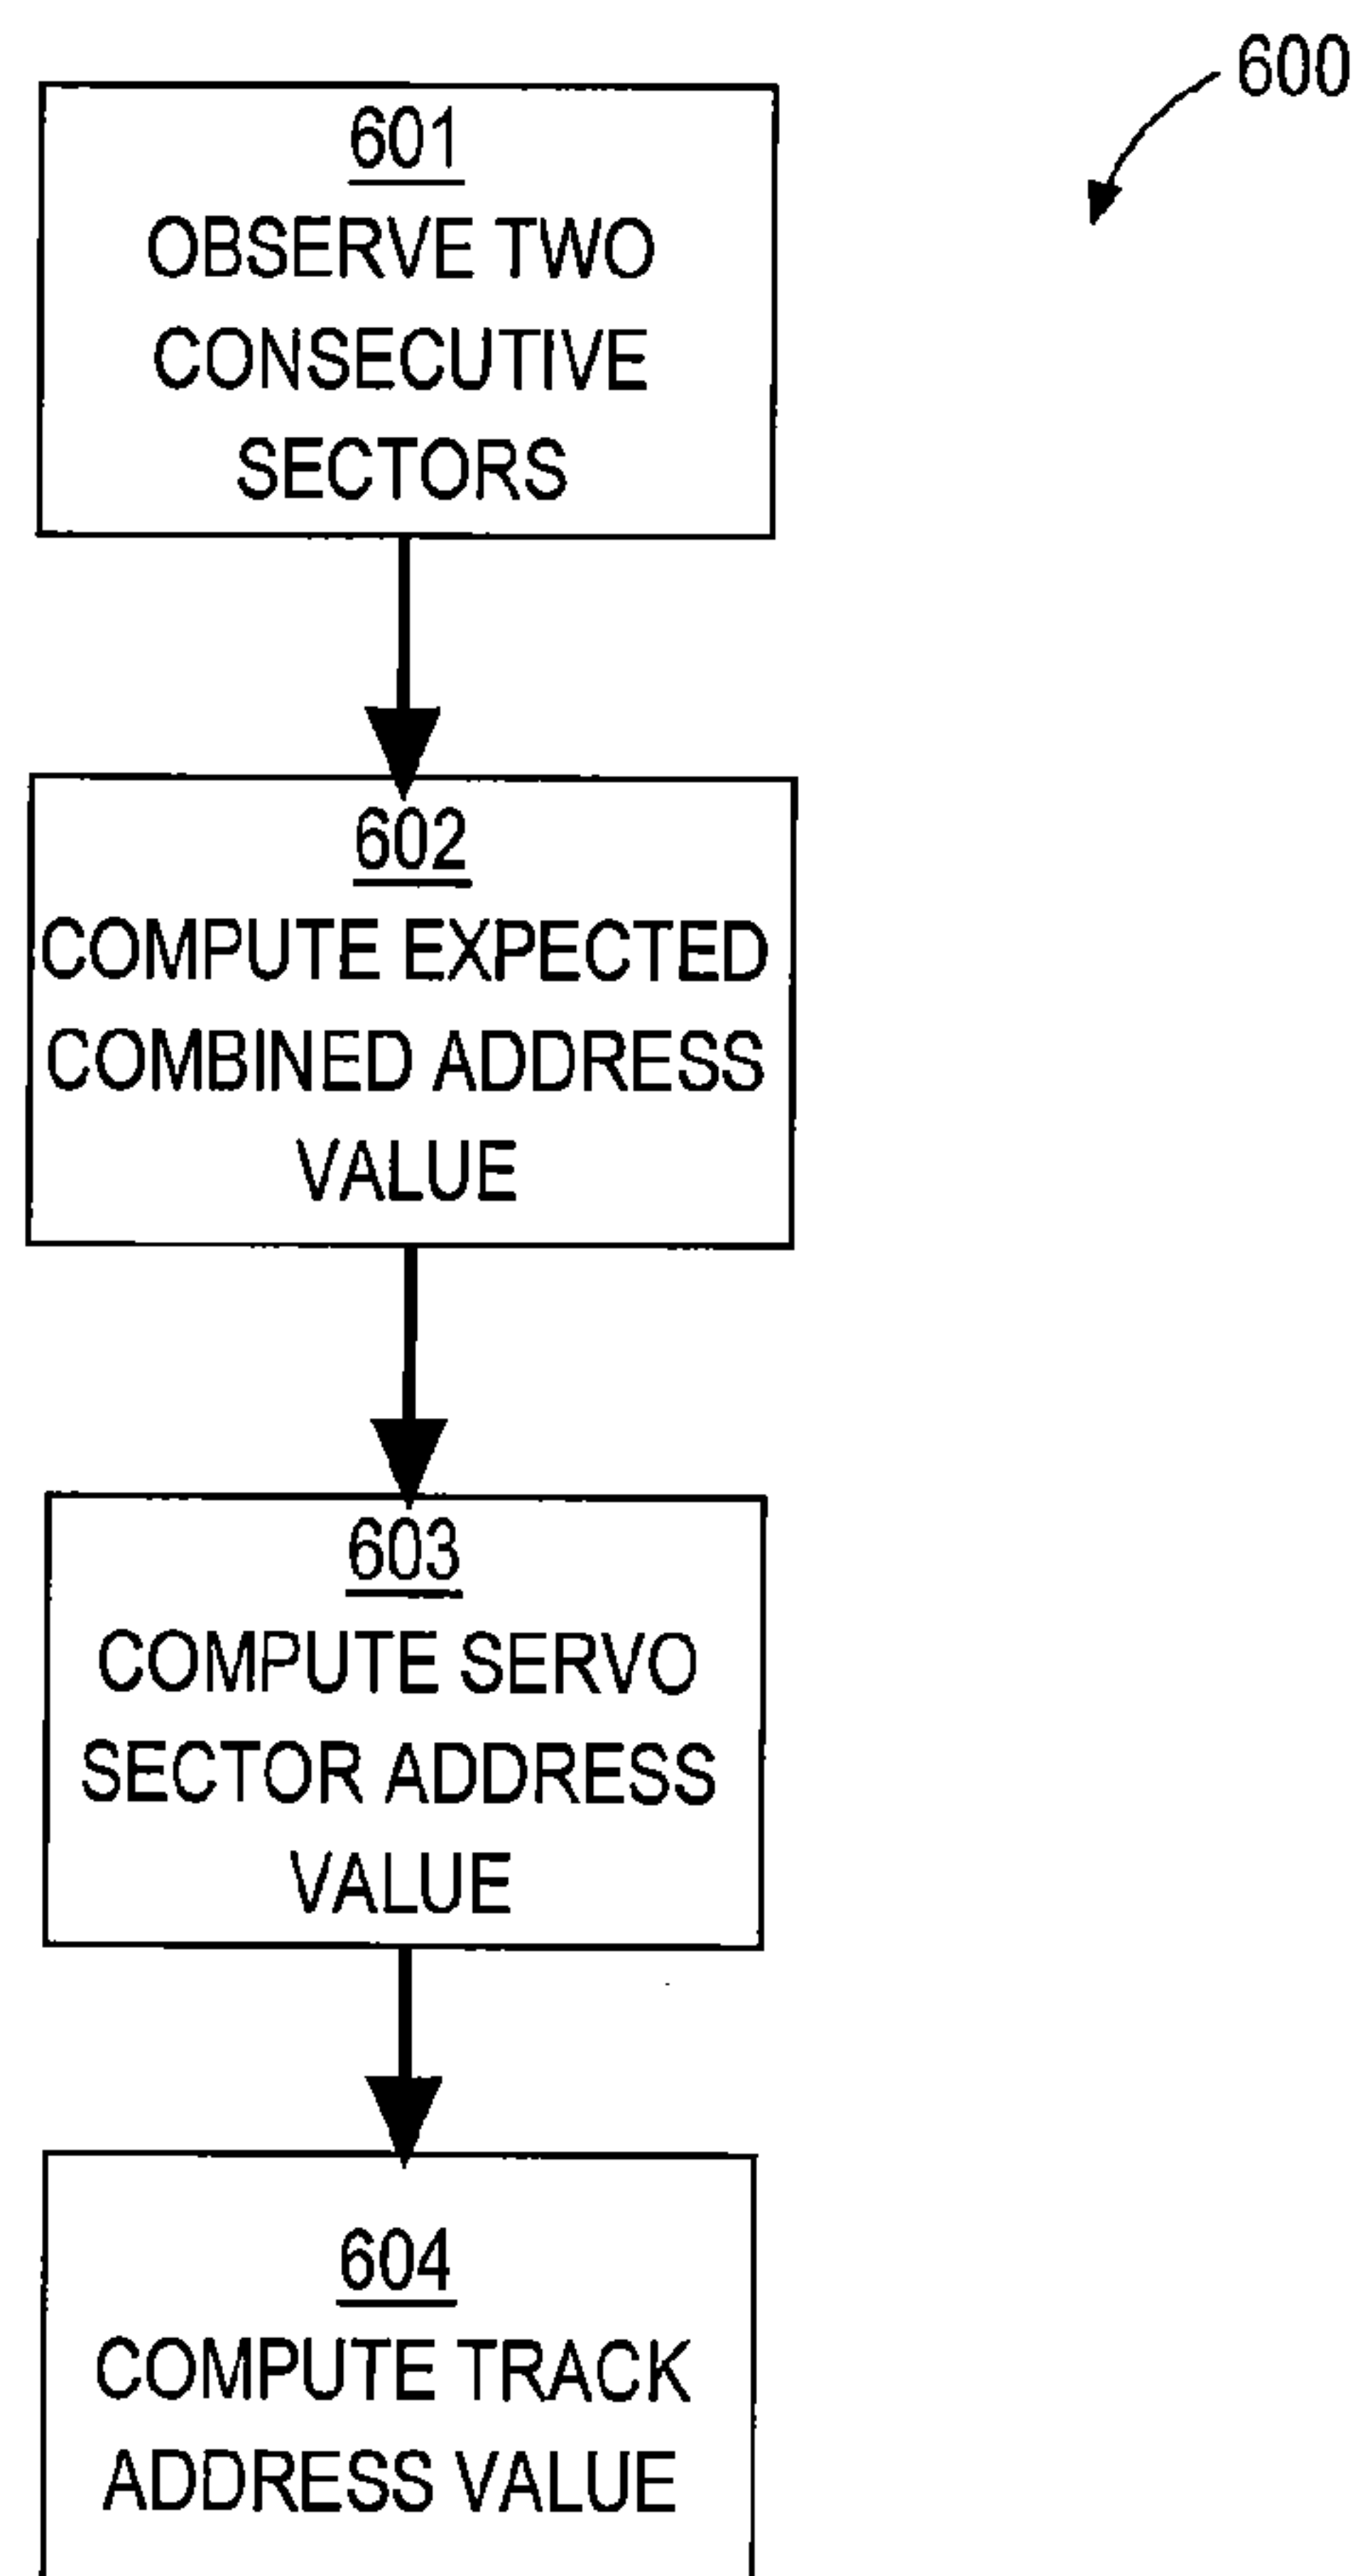 600
601
OBSERVE TWO
CONSECUTIVE
SECTORS
602
COMPUTE EXPECTED
COMBINED ADDRESS
VALUE
603
COMPUTE SERVO
SECTOR ADDRESS
VALUE
604
COMPUTE TRACK
ADDRESS VALUE